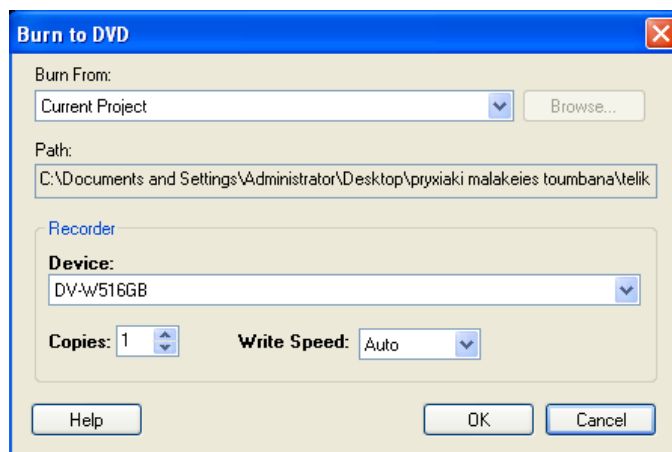 Burn to DVD
Burn From:
Current Project
Browse...
Path:
C:\Documents and Settings\Administrator\Desktop\pryxiaki malakeies toumbana\telik
Recorder
Device:
DV-W516GB
Copies: 1 Write Speed: Auto
Help OK Cancel